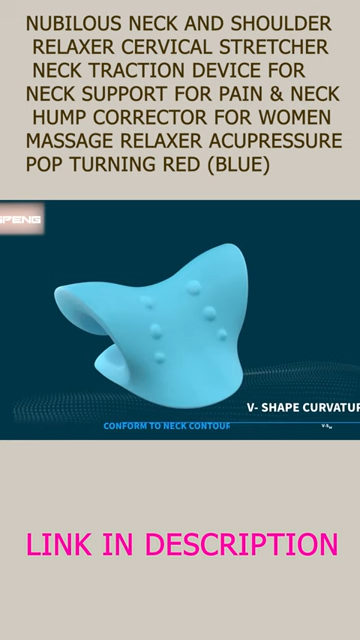 NUBILOUS NECK AND SHOULDER
RELAXER CERVICAL STRETCHER
NECK TRACTION DEVICE FOR
NECK SUPPORT FOR PAIN & NECK
HUMP CORRECTOR FOR WOMEN
MASSAGE RELAXER ACUPRESSURE
POP TURNING RED (BLUE)
SPENG
V- SHAPE CURVATUR
CONFORM TO NECK CONTOUR
LINK IN DESCRIPTION